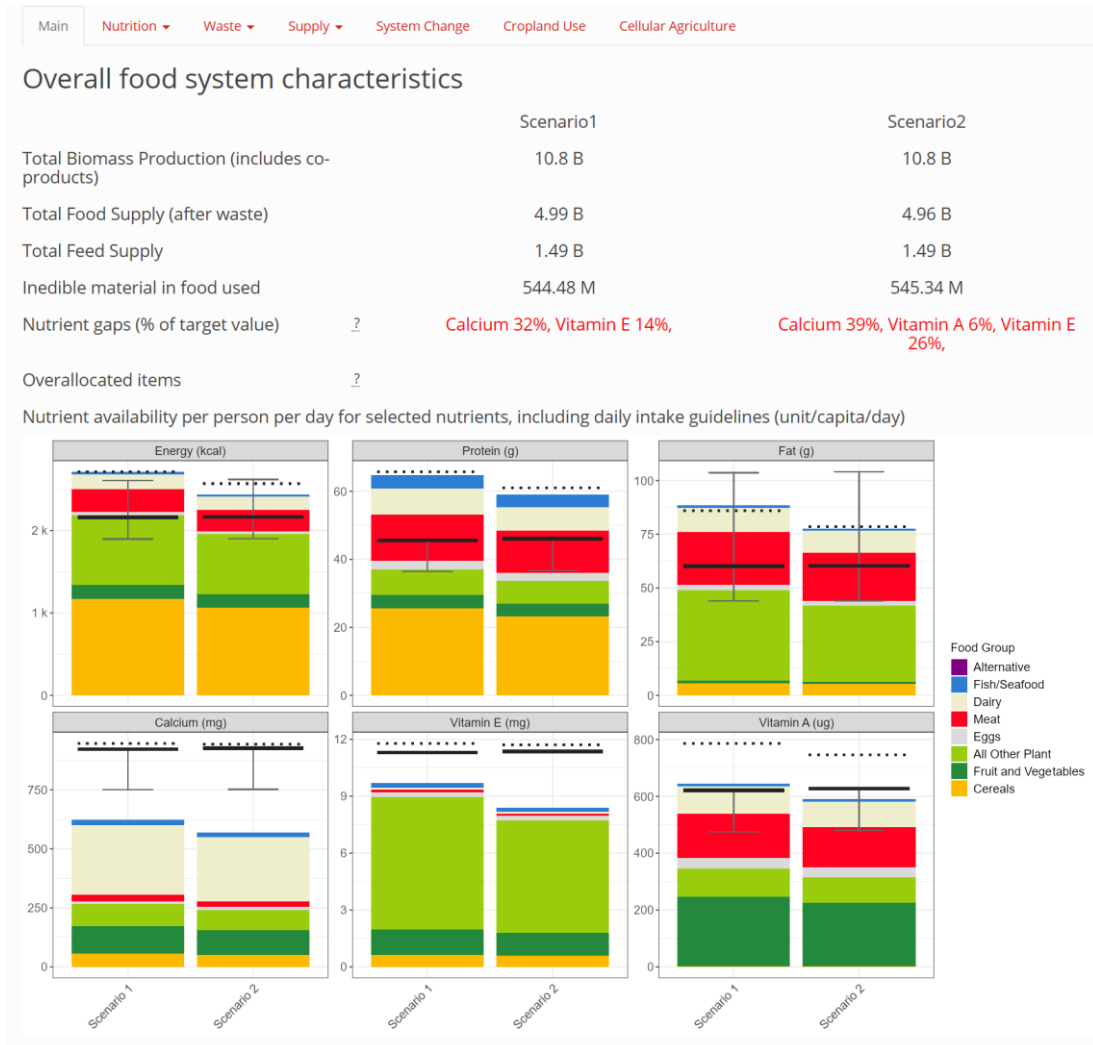 Main Nutrition Waste Supply System Change Cropland Use Cellular Agriculture
Overall food system characteristics
Scenario1 Scenario2
Total Biomass Production (includes co-
products) 10.8 B 10.8 B
Total Food Supply (after waste) 4.99 B 4.96 B
Total Feed Supply 1.49 B 1.49 B
Inedible material in food used 544.48 M 545.34 M
Nutrient gaps (% of target value) ? Calcium 32%, Vitamin E 14%, Calcium 39%, Vitamin A 6%, Vitamin E
26%,
Overallocated items ?
Nutrient availability per person per day for selected nutrients, including daily intake guidelines (unit/capita/day)
Energy (kcal) Protein (g) Fat (g)
2 k
1 k
0
60
40
20
0
100
75
50
25
0
Calcium (mg) Vitamin E (mg) Vitamin A (ug)
750
500
250
0
12
9
6
3
0
800
600
400
200
0
Scenario 1 Scenario 2 Scenario 1 Scenario 2 Scenario 1 Scenario 2
Food Group
Alternative
Fish/Seafood
Dairy
Meat
Eggs
All Other Plant
Fruit and Vegetables
Cereals